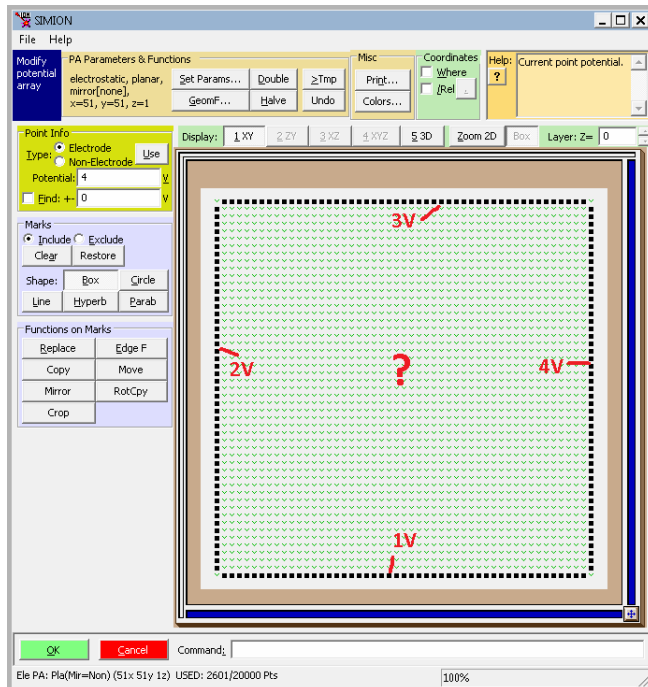 SIMION
File Help
Modify potential array
PA Parameters & Functions
electrostatic, planar,
mirror[none],
x=51, y=51, z=1
Set Params...
Double
>Tmp
GeomF...
Halve
Undo
Misc
Print...
Colors...
Coordinates
Where
/Rel
.
Help:
?
Current point potential.
Point Info
Type:
Electrode
Non-Electrode
Use
Potential: 4 V
Find: +- 0 V
Display: 1 XY 2 ZY 3 XZ 4 XYZ 5 3D Zoom 2D Box Layer: Z= 0
Marks
Include Exclude
Clear Restore
Shape: Box Circle
Line Hyperb Parab
Functions on Marks
Replace Edge F
Copy Move
Mirror RotCpy
Crop
3V
2V
?
4V
1V
OK Cancel Command:
Ele PA: Pla(Mir=Non) (51x 51y 1z) USED: 2601/20000 Pts
100%